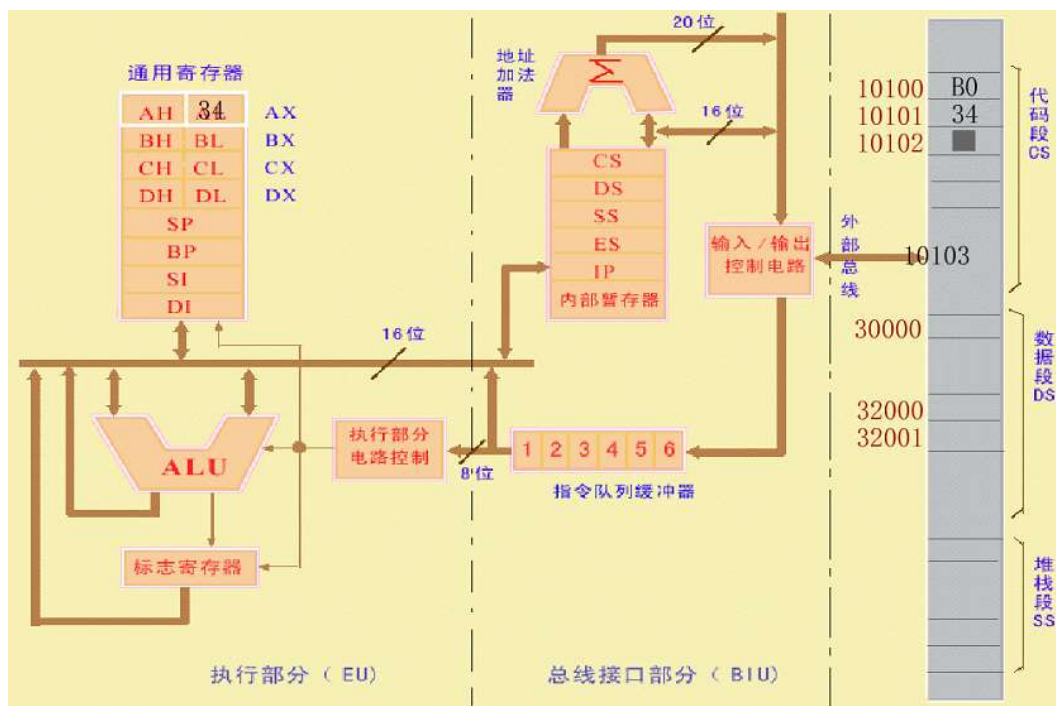 通用寄存器
AH 34
AX
BH BL
BX
CH CL
CX
DH DL
DX
SP
BP
SI
DI
16位
ALU
标志寄存器
执行部分
电路控制
8位
执行部分（EU）
20位
地址
加法
器
Σ
16位
CS
DS
SS
ES
IP
内部暂存器
输入/输出
控制电路
外部总线
1 2 3 4 5 6
指令队列缓冲器
总线接口部分（BIU）
10100 B0
10101 34
10102
10103
30000
32000
32001
代码段CS
数据段DS
堆栈段SS